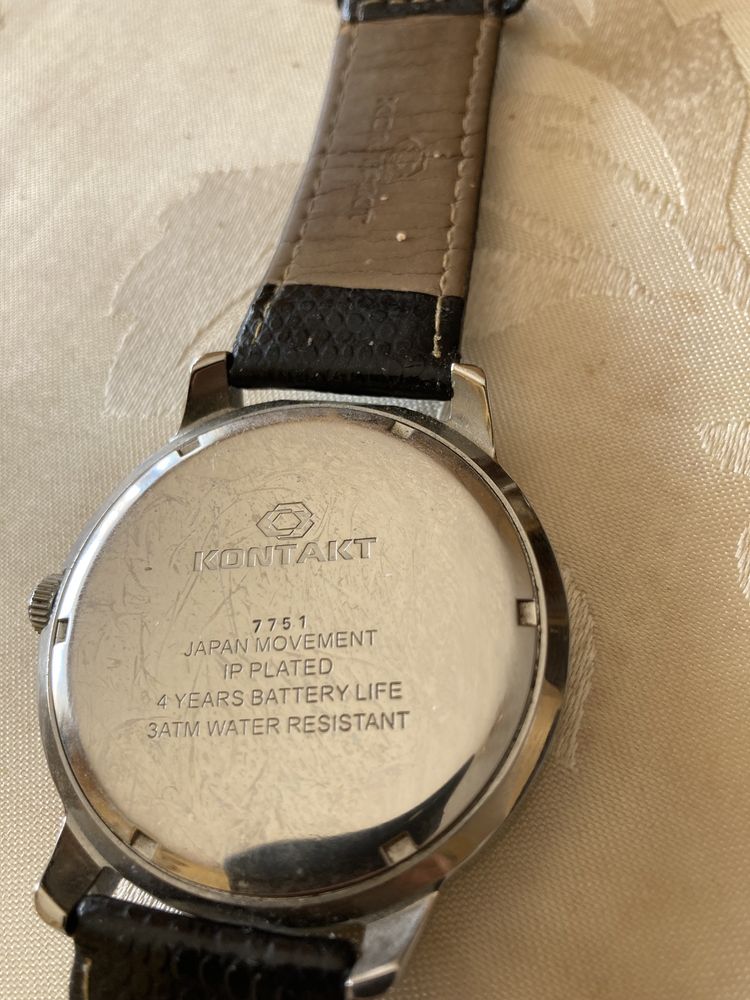 KONTAKT
7751
JAPAN MOVEMENT
IP PLATED
4 YEARS BATTERY LIFE
3ATM WATER RESISTANT